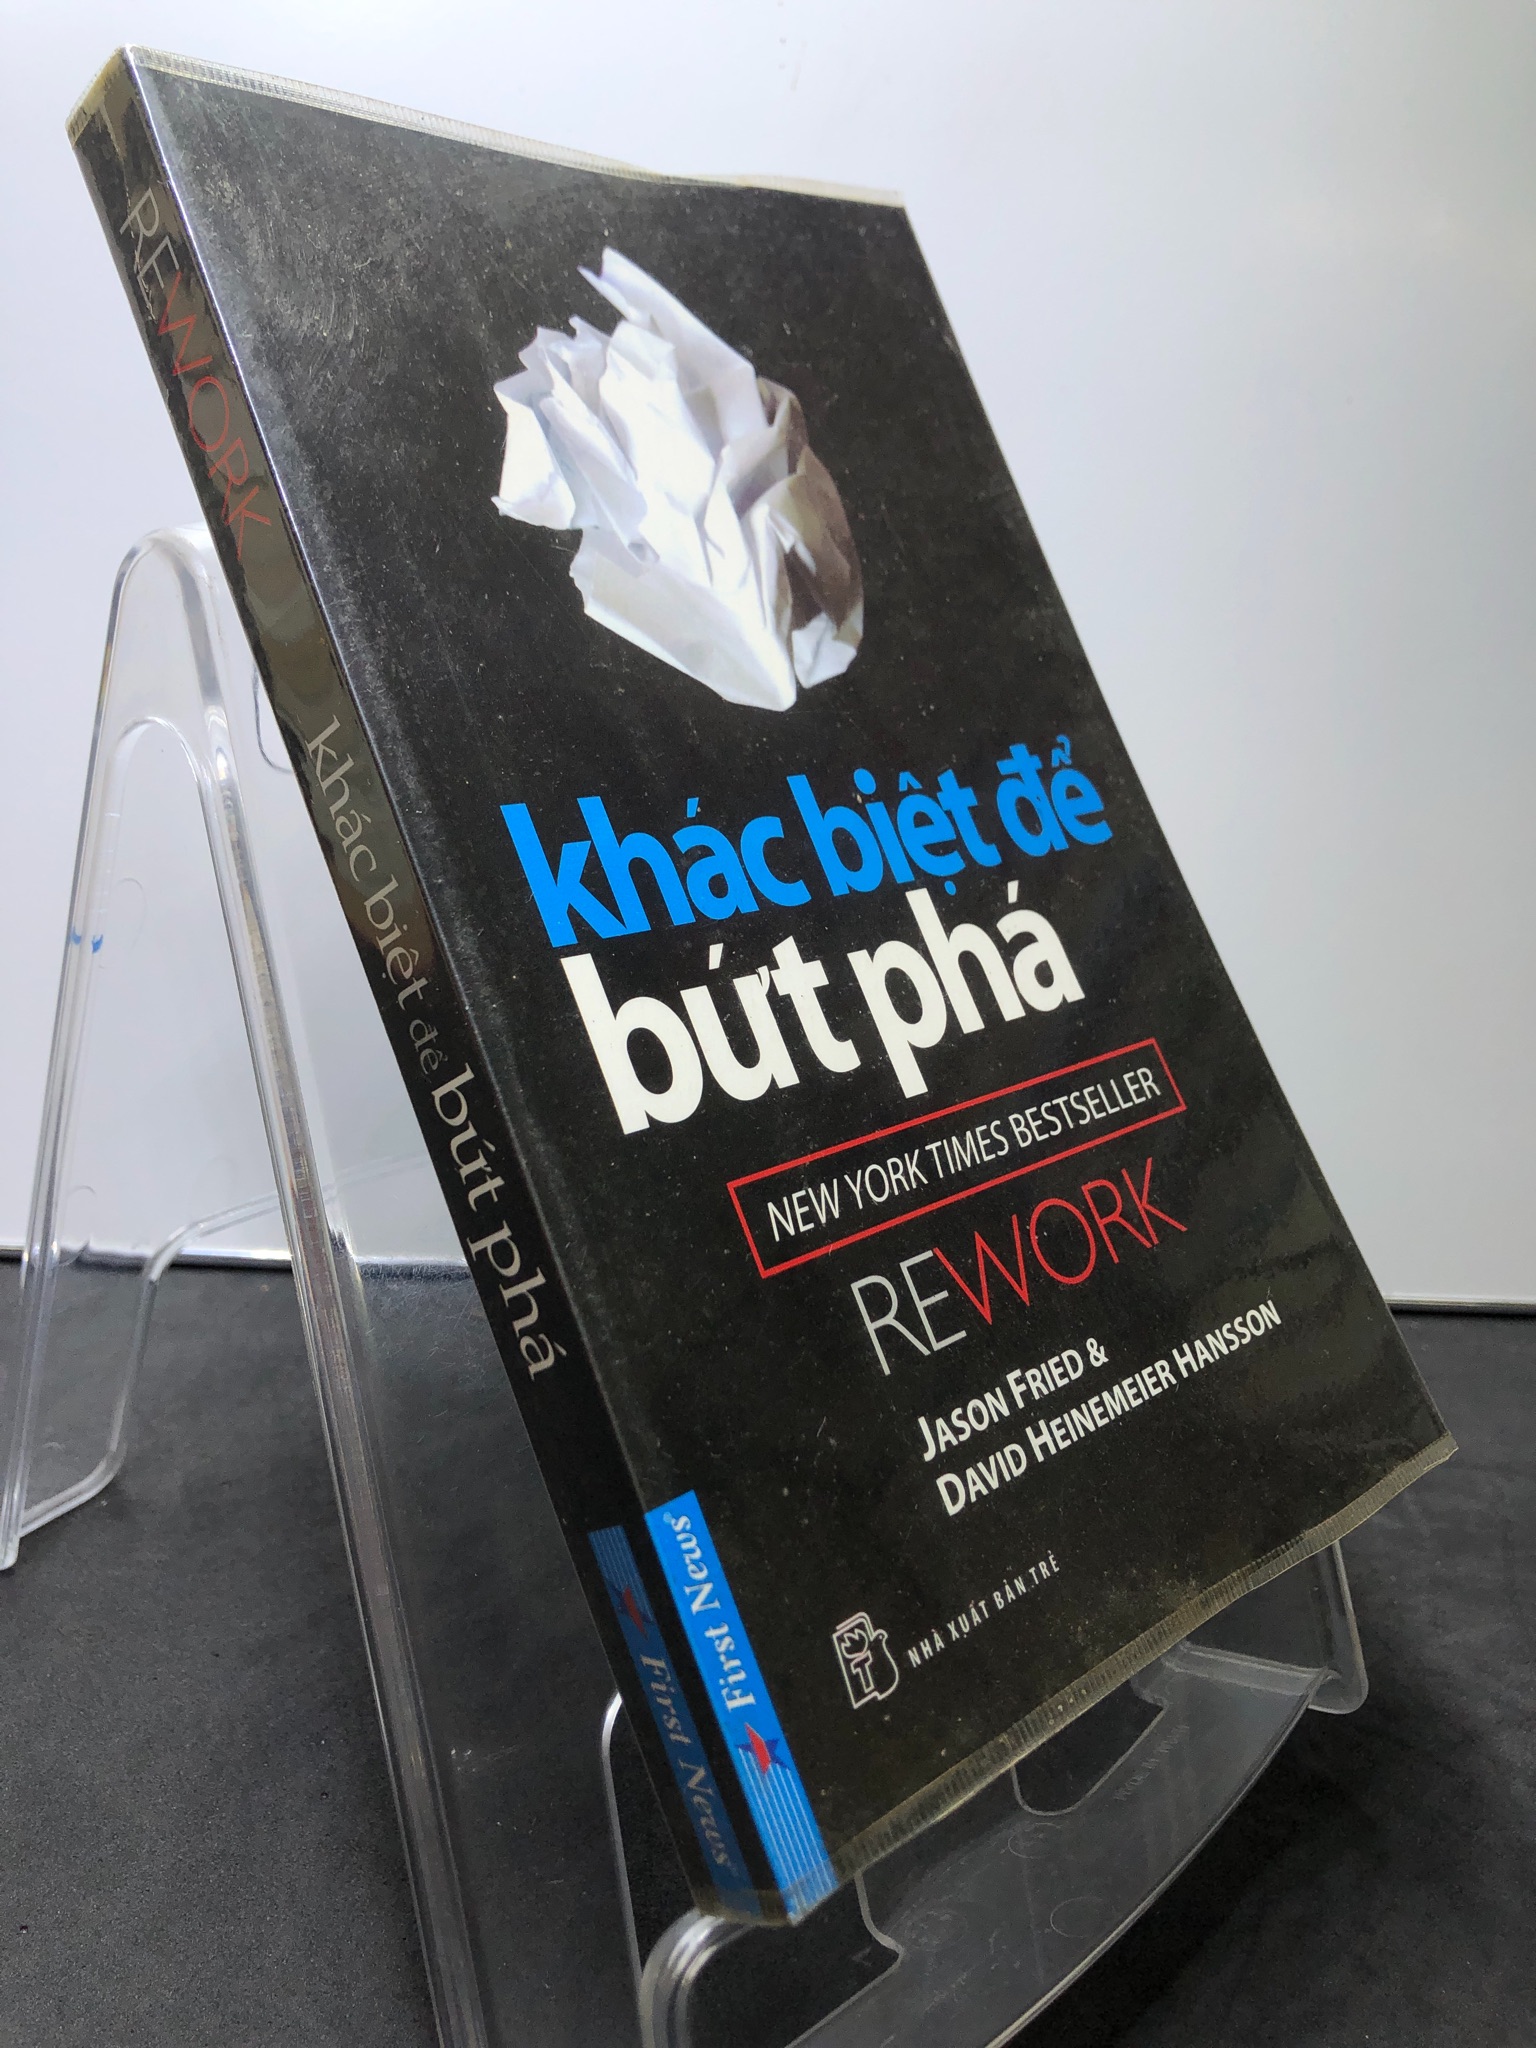 REWORK
khác biệt để bứt phá
First News
khác biệt để
bứt phá
NEW YORK TIMES BESTSELLER
REWORK
JASON FRIED &
DAVID HEINEMEIER HANSSON
First News
NHÀ XUẤT BẢN TRẺ